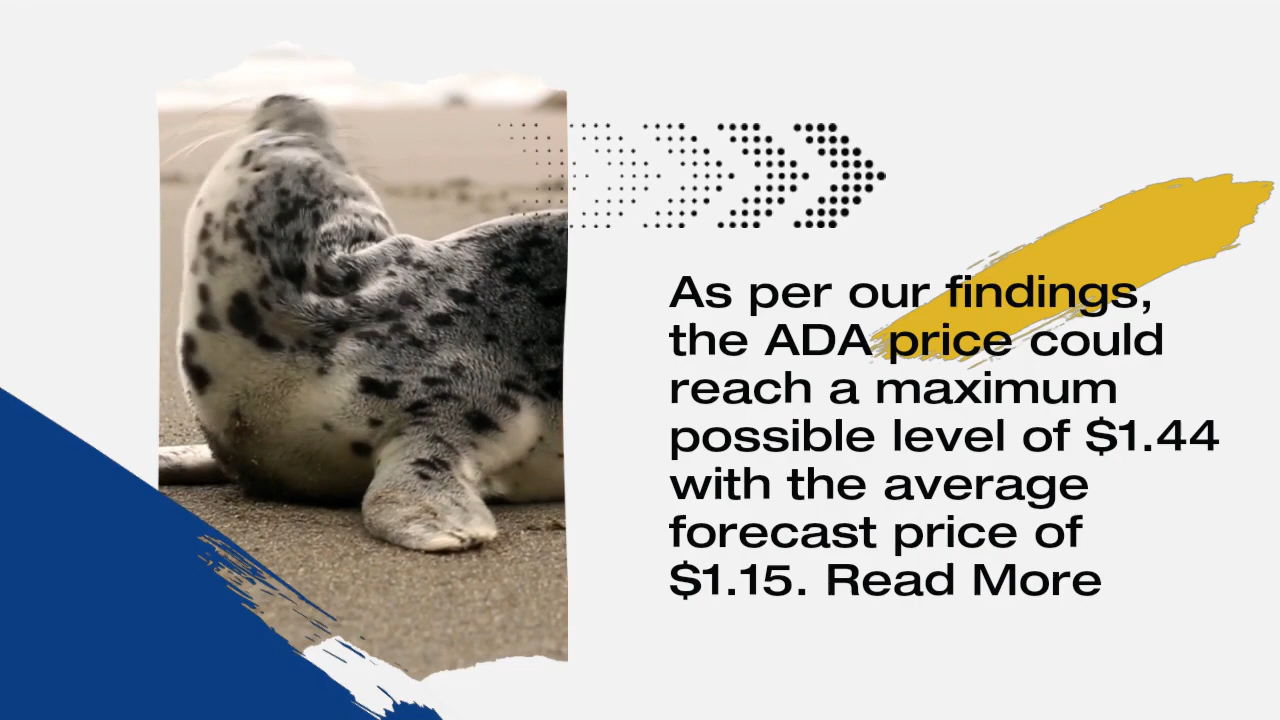 As per our findings,
the ADA price could
reach a maximum
possible level of $1.44
with the average
forecast price of
$1.15. Read More